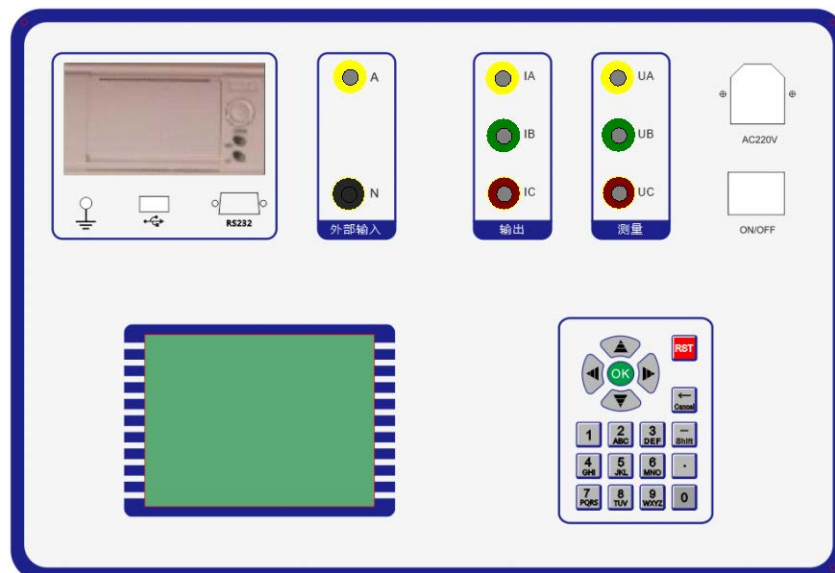 A
N
外部输入
IA
IB
IC
输出
UA
UB
UC
测量
AC220V
ON/OFF
RS232
RST
OK
←
Cancel
1
2
ABC
3
DEF
—
Shift
4
GHI
5
JKL
6
MNO
.
7
PQRS
8
TUV
9
WXYZ
0